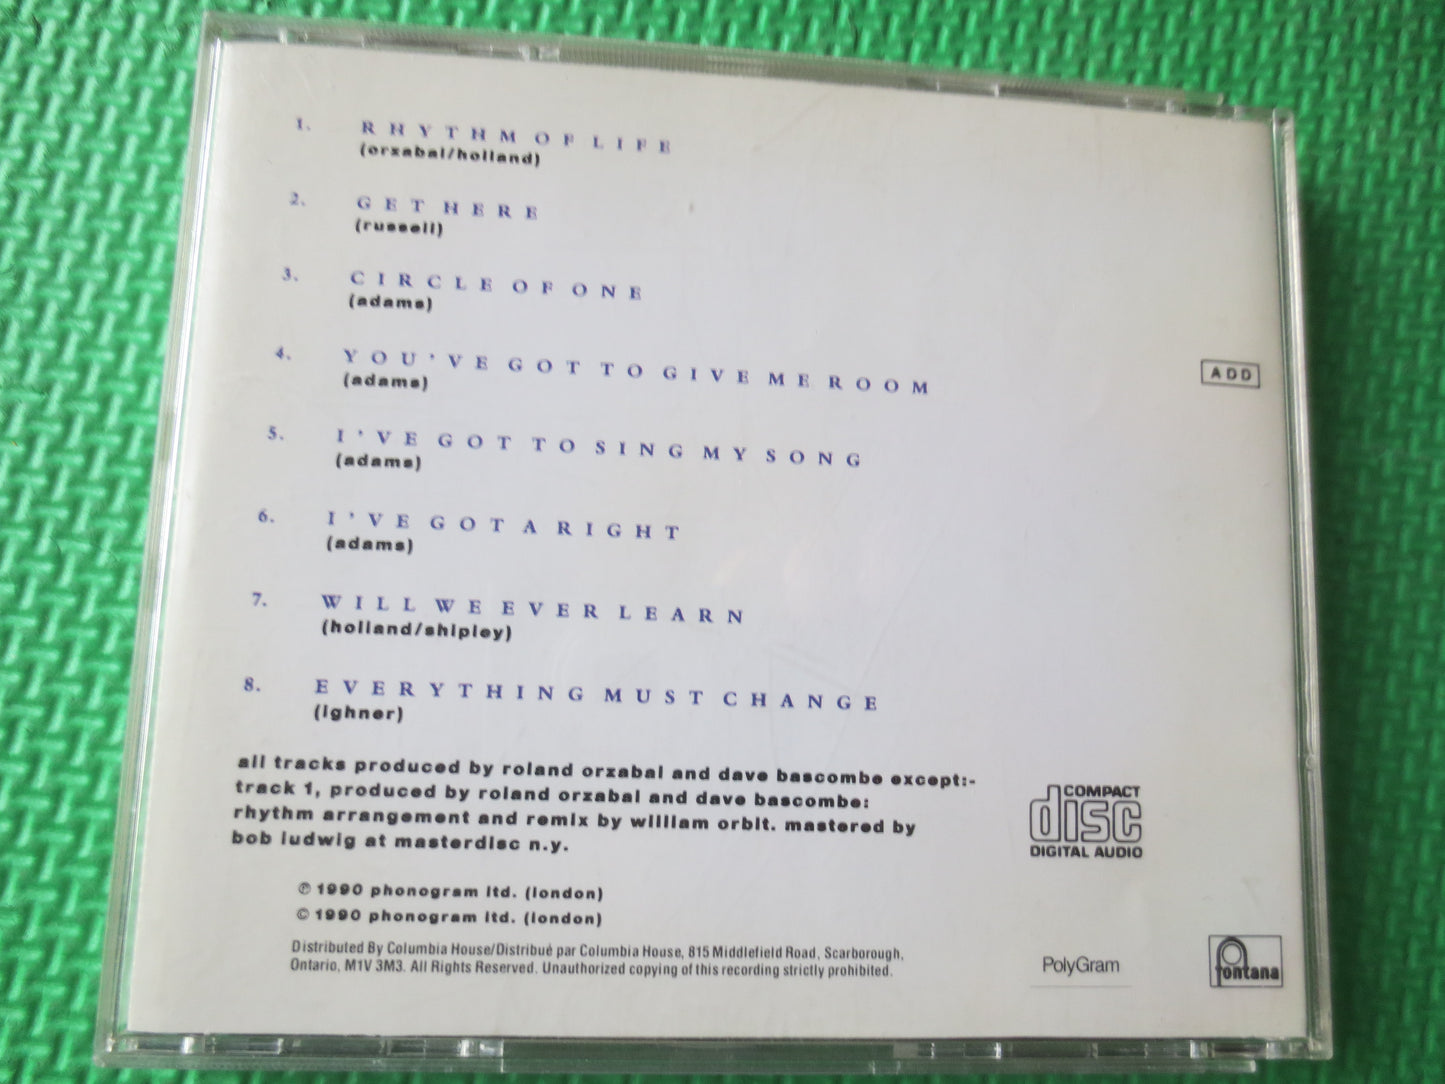 1. RHYTHM OF LIFE
(orzabal/holland)
2. GET HERE
(russell)
3. CIRCLE OF ONE
(adams)
4. YOU'VE GOT TO GIVE ME ROOM
(adams)
ADD
5. I'VE GOT TO SING MY SONG
(adams)
6. I'VE GOT A RIGHT
(adams)
7. WILL WE EVER LEARN
(holland/shipley)
8. EVERYTHING MUST CHANGE
(ighner)
all tracks produced by roland orzabal and dave bascombe except:-
track 1, produced by roland orzabal and dave bascombe:
rhythm arrangement and remix by william orbit. mastered by
bob ludwig at masterdisc n.y.
COMPACT
disc
DIGITAL AUDIO
℗ 1990 phonogram ltd. (london)
© 1990 phonogram ltd. (london)
Distributed By Columbia House/Distribué par Columbia House, 815 Middlefield Road, Scarborough,
Ontario, M1V 3M3. All Rights Reserved. Unauthorized copying of this recording strictly prohibited.
PolyGram
fontana